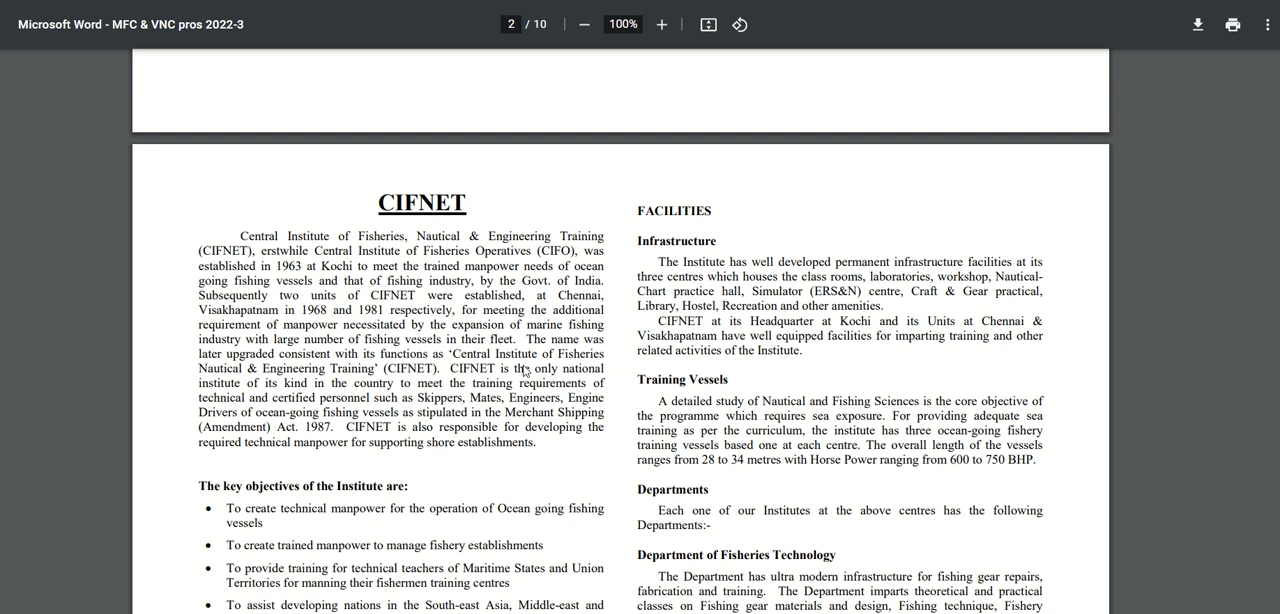 Microsoft Word - MFC & VNC pros 2022-3
2 / 10
100%
CIFNET
Central Institute of Fisheries, Nautical & Engineering Training
(CIFNET), erstwhile Central Institute of Fisheries Operatives (CIFO), was
established in 1963 at Kochi to meet the trained manpower needs of ocean
going fishing vessels and that of fishing industry, by the Govt. of India.
Subsequently two units of CIFNET were established, at Chennai,
Visakhapatnam in 1968 and 1981 respectively, for meeting the additional
requirement of manpower necessitated by the expansion of marine fishing
industry with large number of fishing vessels in their fleet. The name was
later upgraded consistent with its functions as ‘Central Institute of Fisheries
Nautical & Engineering Training’ (CIFNET). CIFNET is the only national
institute of its kind in the country to meet the training requirements of
technical and certified personnel such as Skippers, Mates, Engineers, Engine
Drivers of ocean-going fishing vessels as stipulated in the Merchant Shipping
(Amendment) Act. 1987. CIFNET is also responsible for developing the
required technical manpower for supporting shore establishments.
The key objectives of the Institute are:
• To create technical manpower for the operation of Ocean going fishing
vessels
• To create trained manpower to manage fishery establishments
• To provide training for technical teachers of Maritime States and Union
Territories for manning their fishermen training centres
• To assist developing nations in the South-east Asia, Middle-east and
FACILITIES
Infrastructure
The Institute has well developed permanent infrastructure facilities at its
three centres which houses the class rooms, laboratories, workshop, Nautical-
Chart practice hall, Simulator (ERS&N) centre, Craft & Gear practical,
Library, Hostel, Recreation and other amenities.
CIFNET at its Headquarter at Kochi and its Units at Chennai &
Visakhapatnam have well equipped facilities for imparting training and other
related activities of the Institute.
Training Vessels
A detailed study of Nautical and Fishing Sciences is the core objective of
the programme which requires sea exposure. For providing adequate sea
training as per the curriculum, the institute has three ocean-going fishery
training vessels based one at each centre. The overall length of the vessels
ranges from 28 to 34 metres with Horse Power ranging from 600 to 750 BHP.
Departments
Each one of our Institutes at the above centres has the following
Departments:-
Department of Fisheries Technology
The Department has ultra modern infrastructure for fishing gear repairs,
fabrication and training. The Department imparts theoretical and practical
classes on Fishing gear materials and design, Fishing technique, Fishery